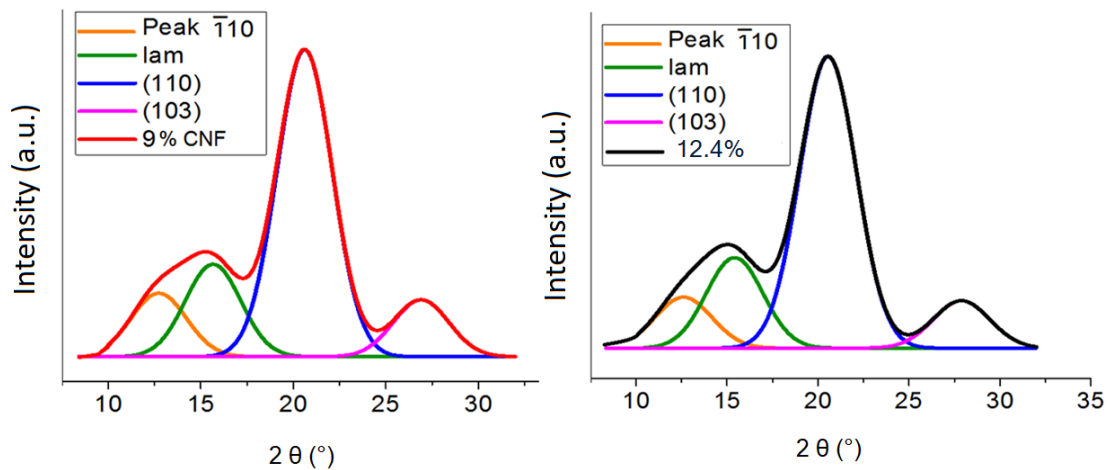 Peak 1̅10
lam
(110)
(103)
9% CNF
Intensity (a.u.)
10 15 20 25 30
2 θ (°)
Peak 1̅10
lam
(110)
(103)
12.4%
Intensity (a.u.)
10 15 20 25 30 35
2 θ (°)